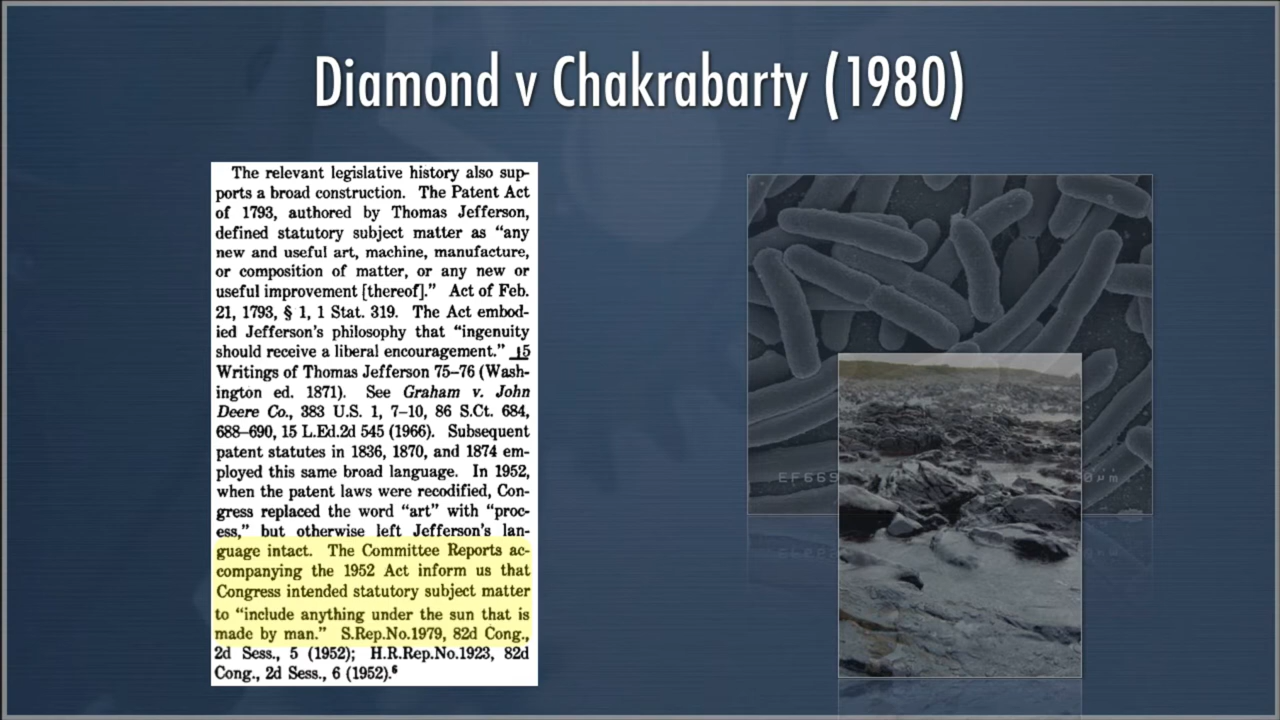 Diamond v Chakrabarty (1980)
The relevant legislative history also sup-
ports a broad construction. The Patent Act
of 1793, authored by Thomas Jefferson,
defined statutory subject matter as “any
new and useful art, machine, manufacture,
or composition of matter, or any new or
useful improvement [thereof].” Act of Feb.
21, 1793, § 1, 1 Stat. 319. The Act embod-
ied Jefferson’s philosophy that “ingenuity
should receive a liberal encouragement.” 15
Writings of Thomas Jefferson 75–76 (Wash-
ington ed. 1871). See Graham v. John
Deere Co., 383 U.S. 1, 7–10, 86 S.Ct. 684,
688–690, 15 L.Ed.2d 545 (1966). Subsequent
patent statutes in 1836, 1870, and 1874 em-
ployed this same broad language. In 1952,
when the patent laws were recodified, Con-
gress replaced the word “art” with “proc-
ess,” but otherwise left Jefferson’s lan-
guage intact. The Committee Reports ac-
companying the 1952 Act inform us that
Congress intended statutory subject matter
to “include anything under the sun that is
made by man.” S.Rep.No.1979, 82d Cong.,
2d Sess., 5 (1952); H.R.Rep.No.1923, 82d
Cong., 2d Sess., 6 (1952).⁶